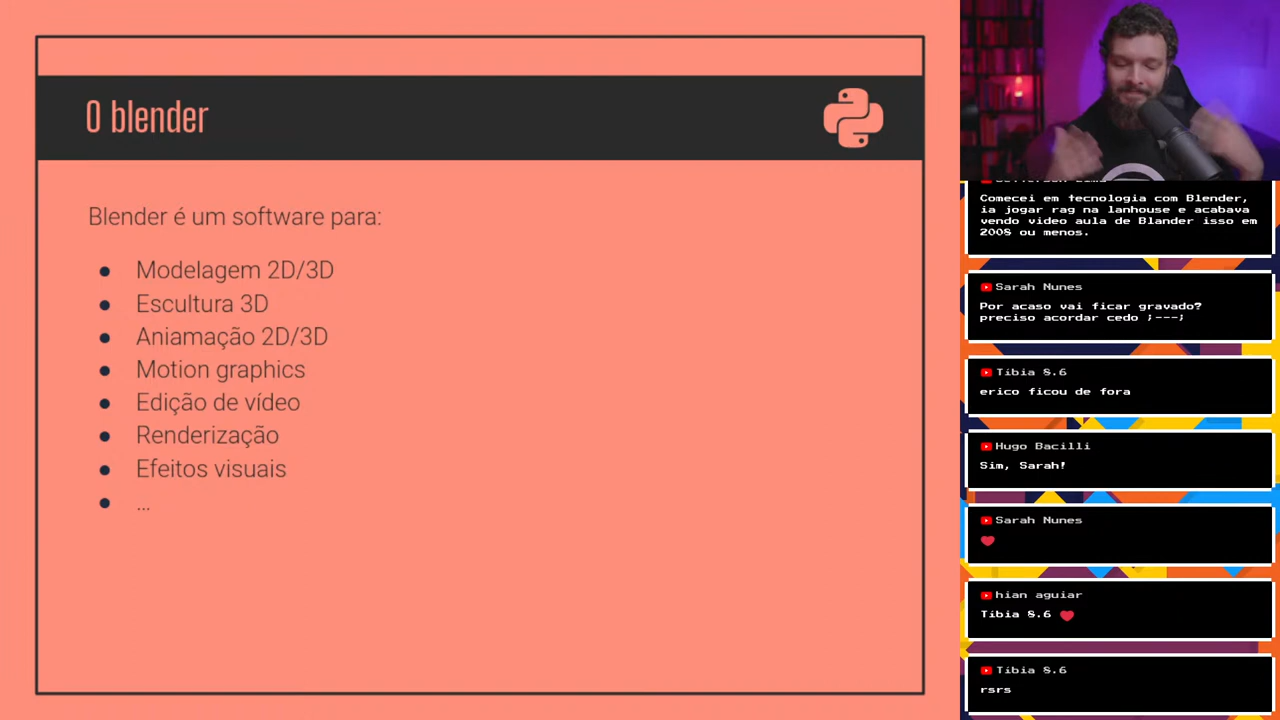 O blender
Blender é um software para:
● Modelagem 2D/3D
● Escultura 3D
● Aniamação 2D/3D
● Motion graphics
● Edição de vídeo
● Renderização
● Efeitos visuais
● ...
Comecei em tecnologia com Blender,
ia jogar rag na lanhouse e acabava
vendo video aula de Blander isso em
2008 ou menos.
Sarah Nunes
Por acaso vai ficar gravado?
preciso acordar cedo ;---;
Tibia 8.6
erico ficou de fora
Hugo Bacilli
Sim, Sarah!
Sarah Nunes
❤
hian aguiar
Tibia 8.6 ❤
Tibia 8.6
rsrs